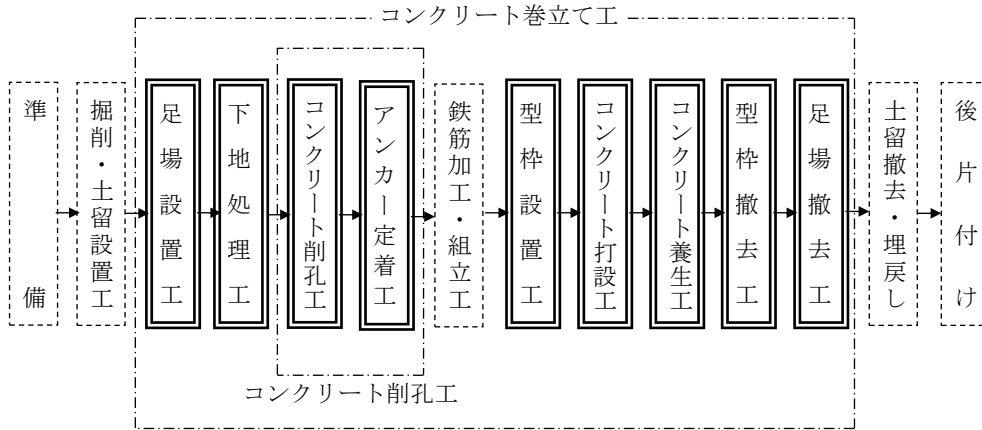 コンクリート巻立て工
準備
掘削・土留設置工
足場設置工
下地処理工
コンクリート削孔工
アンカー定着工
鉄筋加工・組立工
型枠設置工
コンクリート打設工
コンクリート養生工
型枠撤去工
足場撤去工
土留撤去・埋戻し
後片付け
コンクリート削孔工